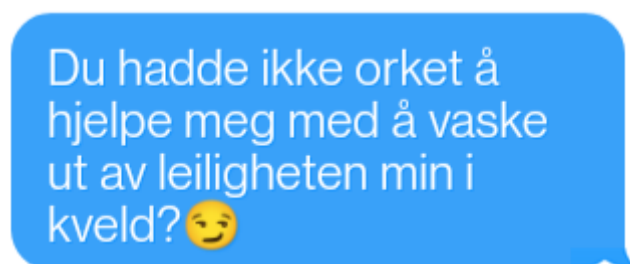 Du hadde ikke orket å
hjelpe meg med å vaske
ut av leiligheten min i
kveld?😏